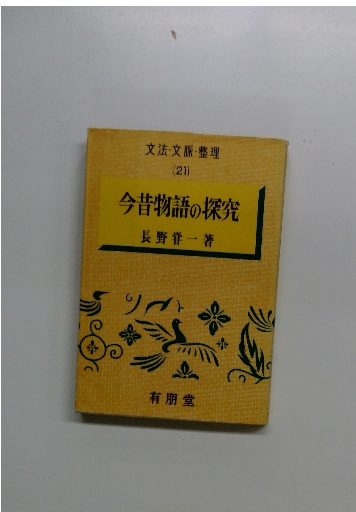 文法・文脈・整理
(21)
今昔物語の探究
長野甞一著
有朋堂